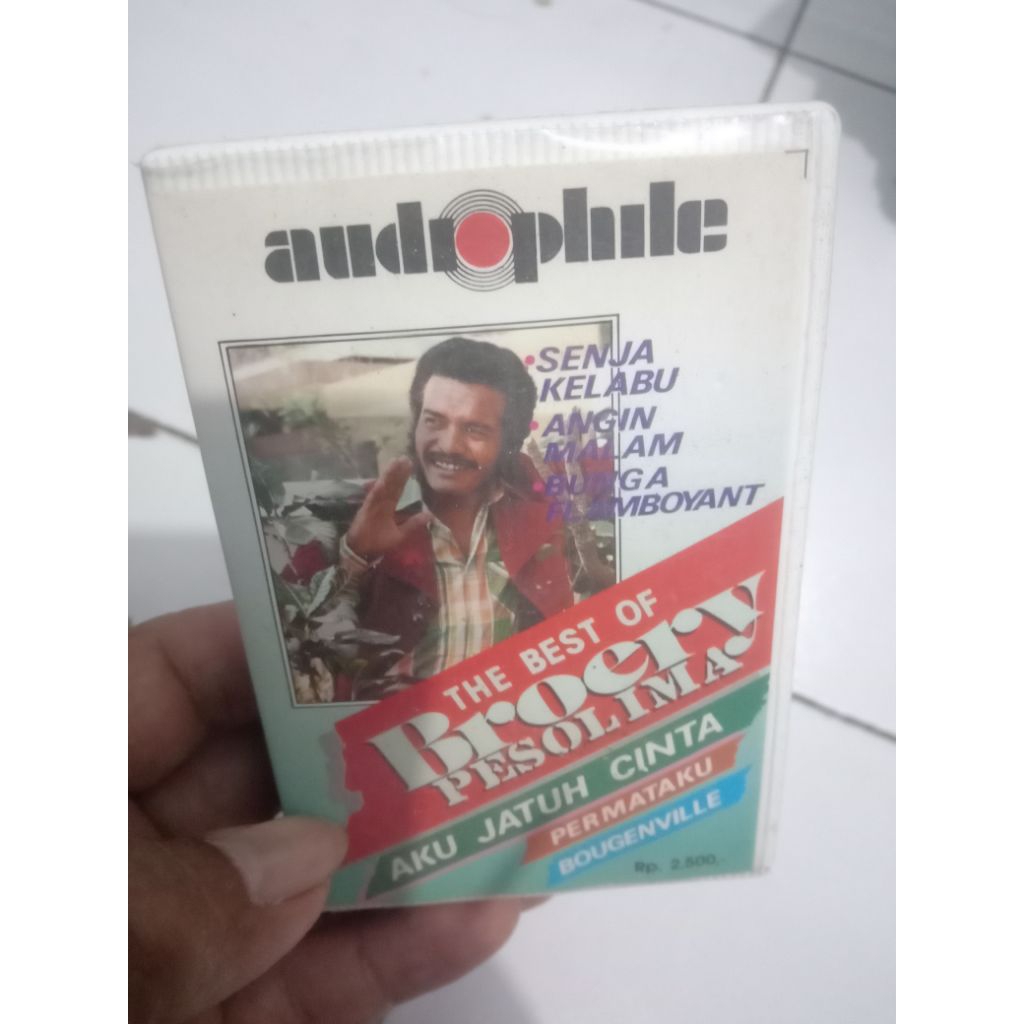 audiophile
• SENJA
KELABU
• ANGIN
MALAM
• BUNGA
FLAMBOYANT
THE BEST OF
Broery
PESOLIMA
AKU JATUH CINTA
PERMATAKU
BOUGENVILLE
Rp. 2.500,-